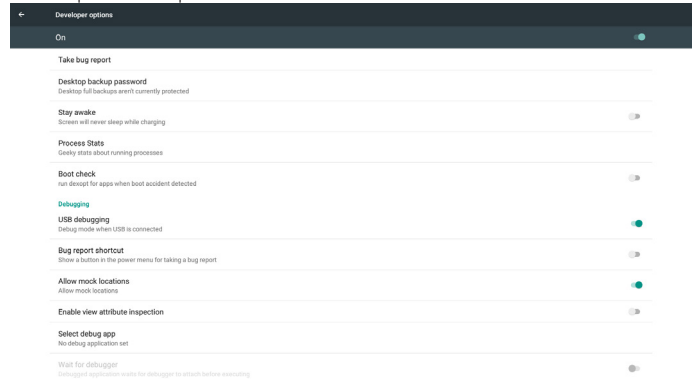 Developer options
On
Take bug report
Desktop backup password
Desktop full backups aren't currently protected
Stay awake
Screen will never sleep while charging
Process Stats
Geeky stats about running processes
Boot check
run dexopt for apps when boot accident detected
Debugging
USB debugging
Debug mode when USB is connected
Bug report shortcut
Show a button in the power menu for taking a bug report
Allow mock locations
Allow mock locations
Enable view attribute inspection
Select debug app
No debug application set
Wait for debugger
Debugged application waits for debugger to attach before executing